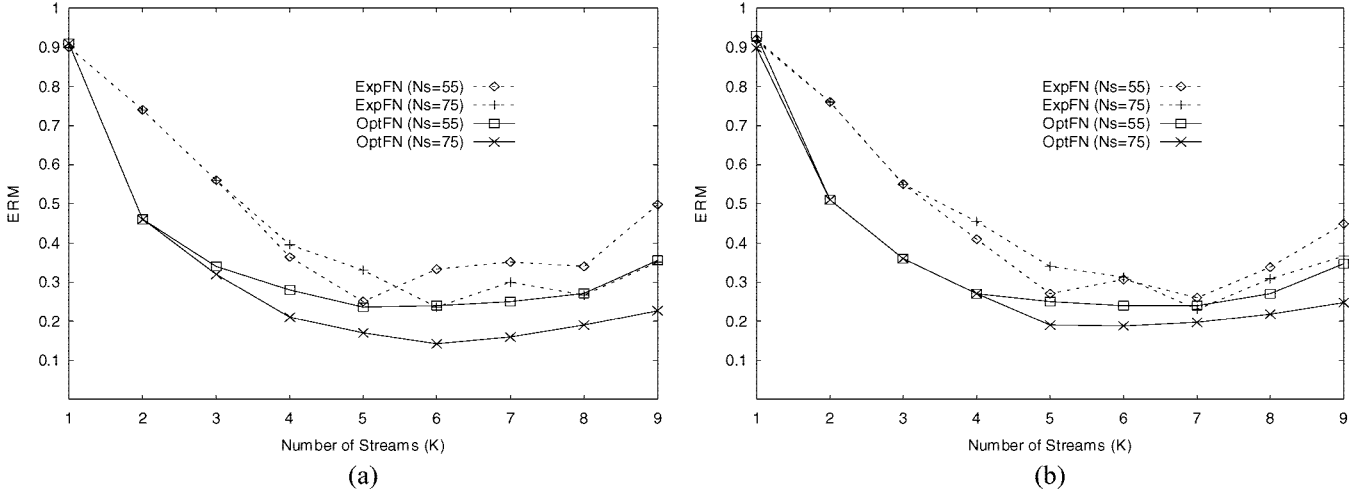 1
0.9
0.8
0.7
0.6
0.5
0.4
0.3
0.2
0.1
ERM
ExpFN (Ns=55)
ExpFN (Ns=75)
OptFN (Ns=55)
OptFN (Ns=75)
1 2 3 4 5 6 7 8 9
Number of Streams (K)
(a)
1
0.9
0.8
0.7
0.6
0.5
0.4
0.3
0.2
0.1
ERM
ExpFN (Ns=55)
ExpFN (Ns=75)
OptFN (Ns=55)
OptFN (Ns=75)
1 2 3 4 5 6 7 8 9
Number of Streams (K)
(b)